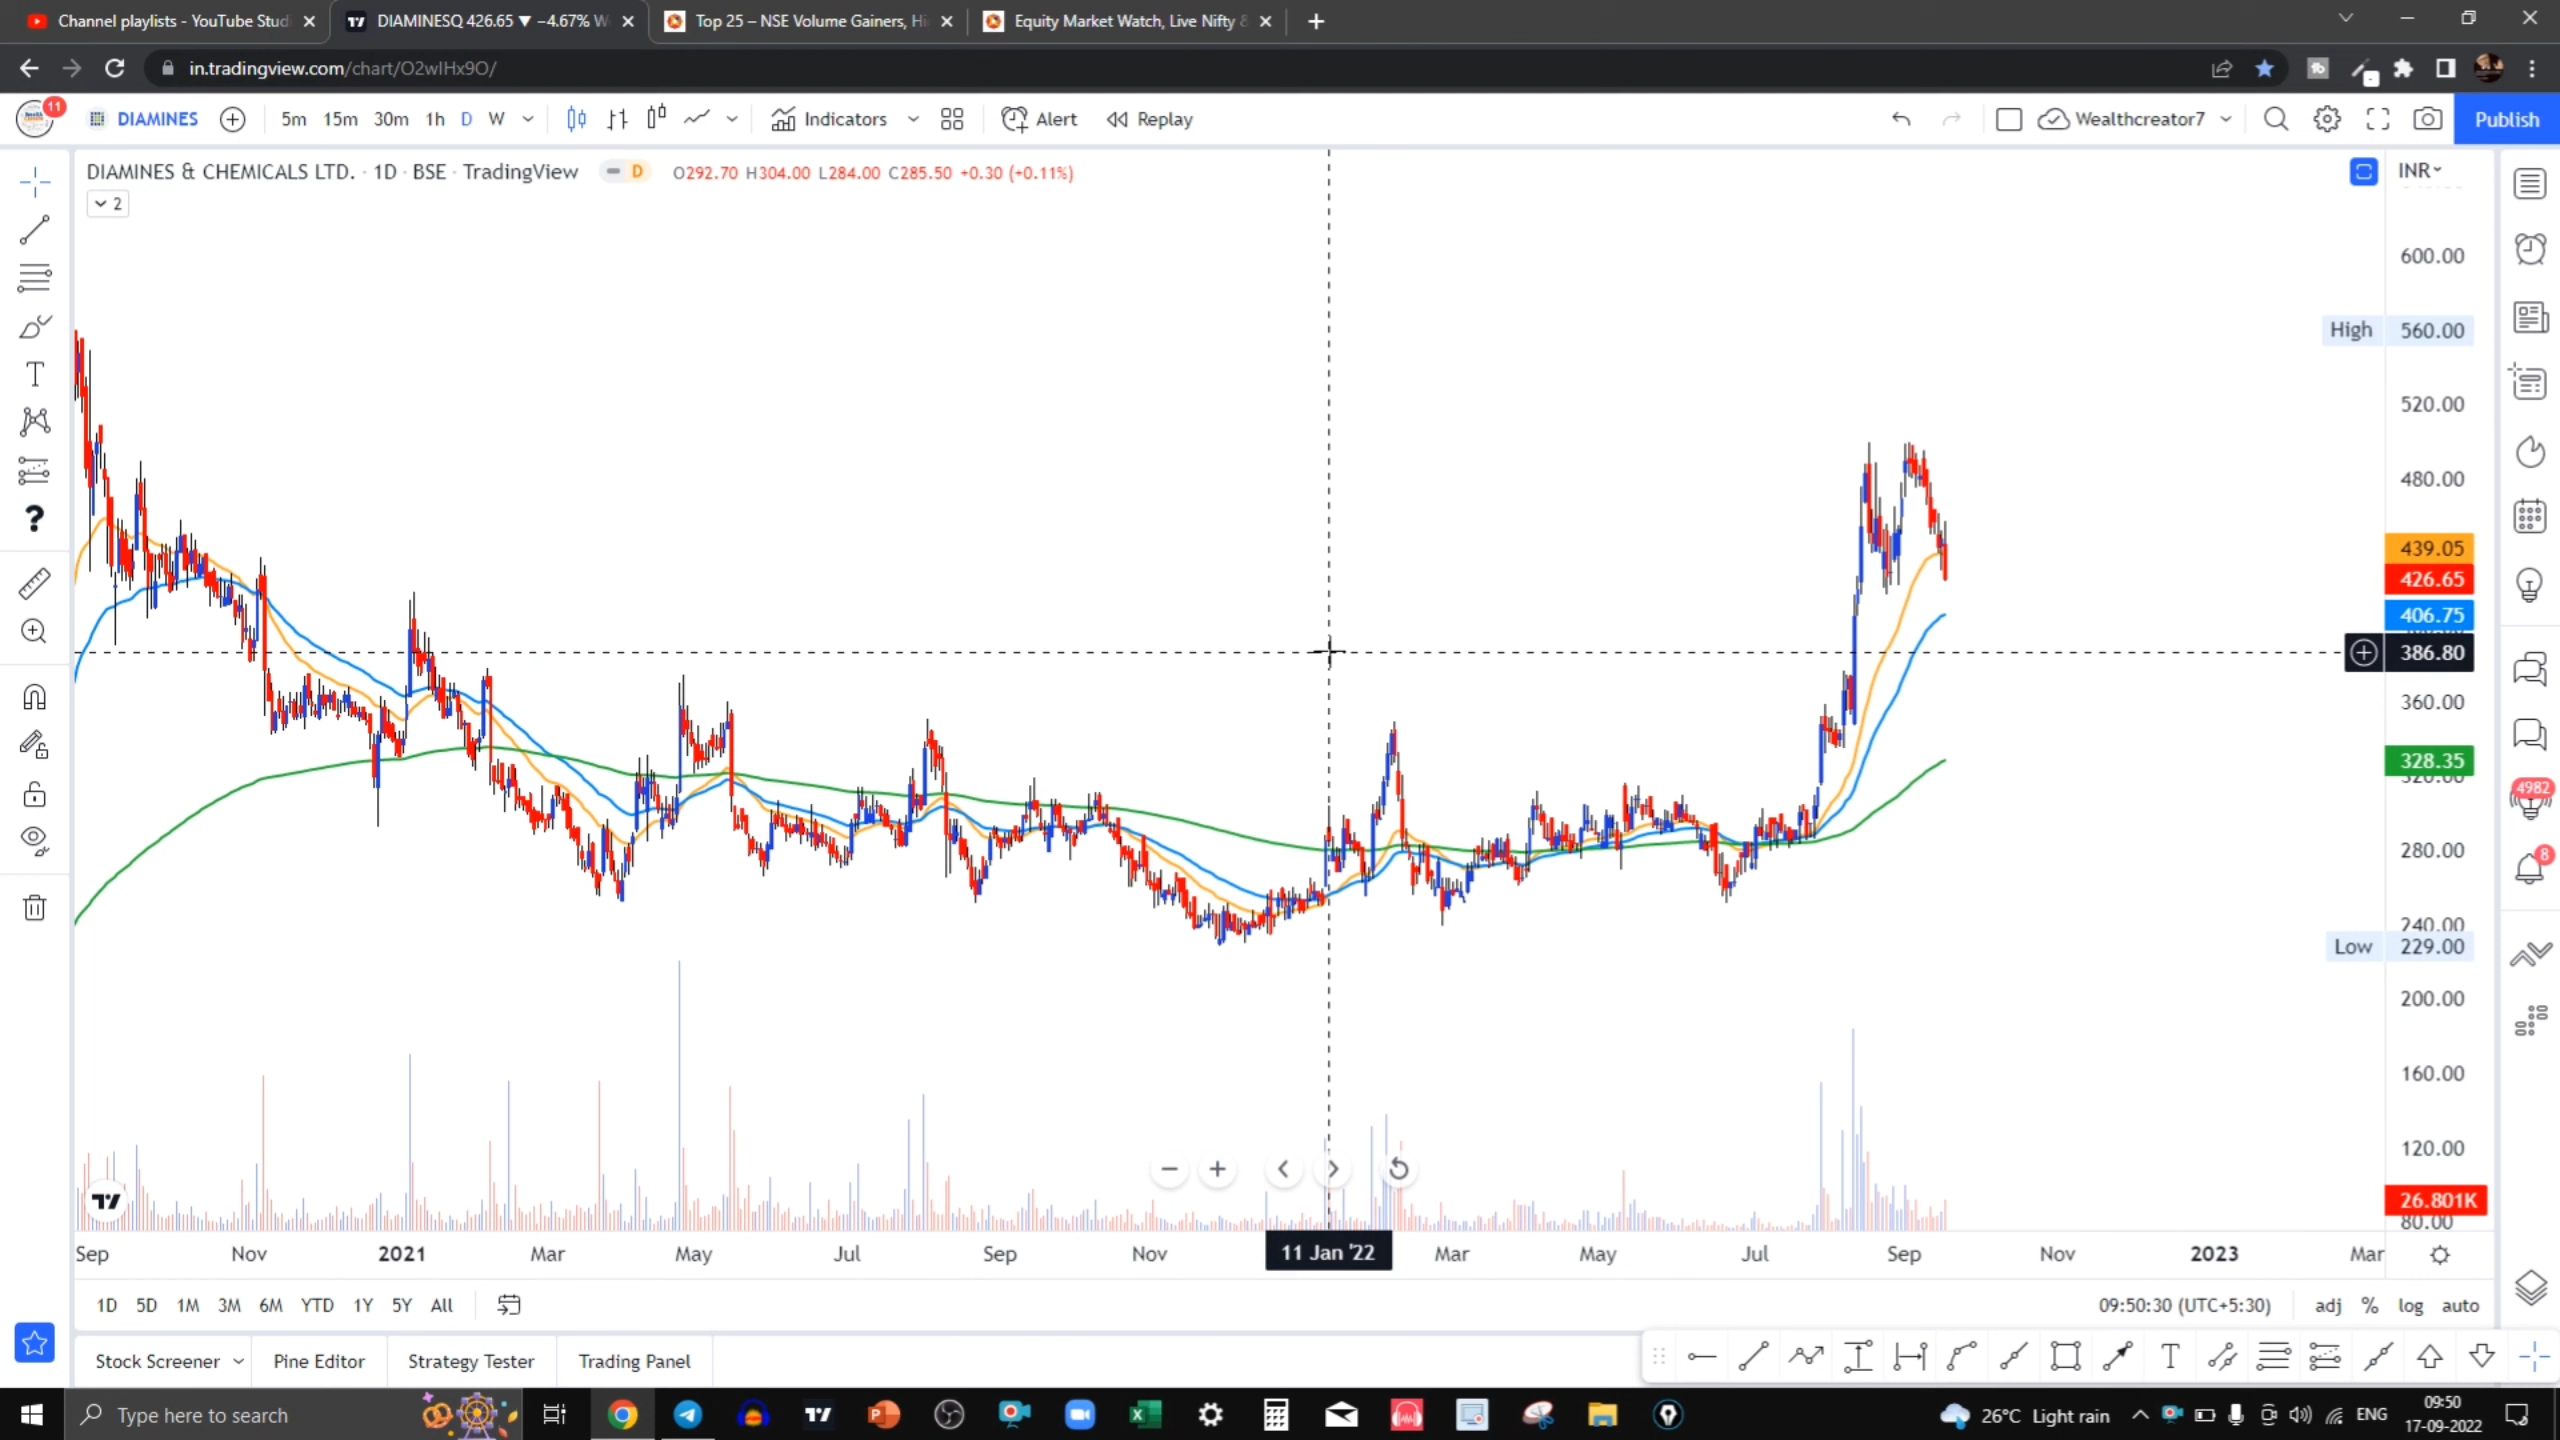 Channel playlists - YouTube Studi
DIAMINESQ 426.65 ▼ −4.67% W
Top 25 – NSE Volume Gainers, Hi
Equity Market Watch, Live Nifty &
in.tradingview.com/chart/O2wIHx9O/
11
DIAMINES
5m 15m 30m 1h D W
Indicators
Alert
Replay
Wealthcreator7
Publish
DIAMINES & CHEMICALS LTD. · 1D · BSE · TradingView
D
O292.70 H304.00 L284.00 C285.50 +0.30 (+0.11%)
INR
2
600.00
High 560.00
520.00
480.00
439.05
426.65
406.75
386.80
360.00
328.35
320.00
280.00
240.00
Low 229.00
200.00
160.00
120.00
26.801K
80.00
4982
8
Sep Nov 2021 Mar May Jul Sep Nov 11 Jan '22 Mar May Jul Sep Nov 2023 Mar
1D 5D 1M 3M 6M YTD 1Y 5Y All
09:50:30 (UTC+5:30)
adj % log auto
Stock Screener
Pine Editor
Strategy Tester
Trading Panel
Type here to search
26°C Light rain
ENG
09:50
17-09-2022